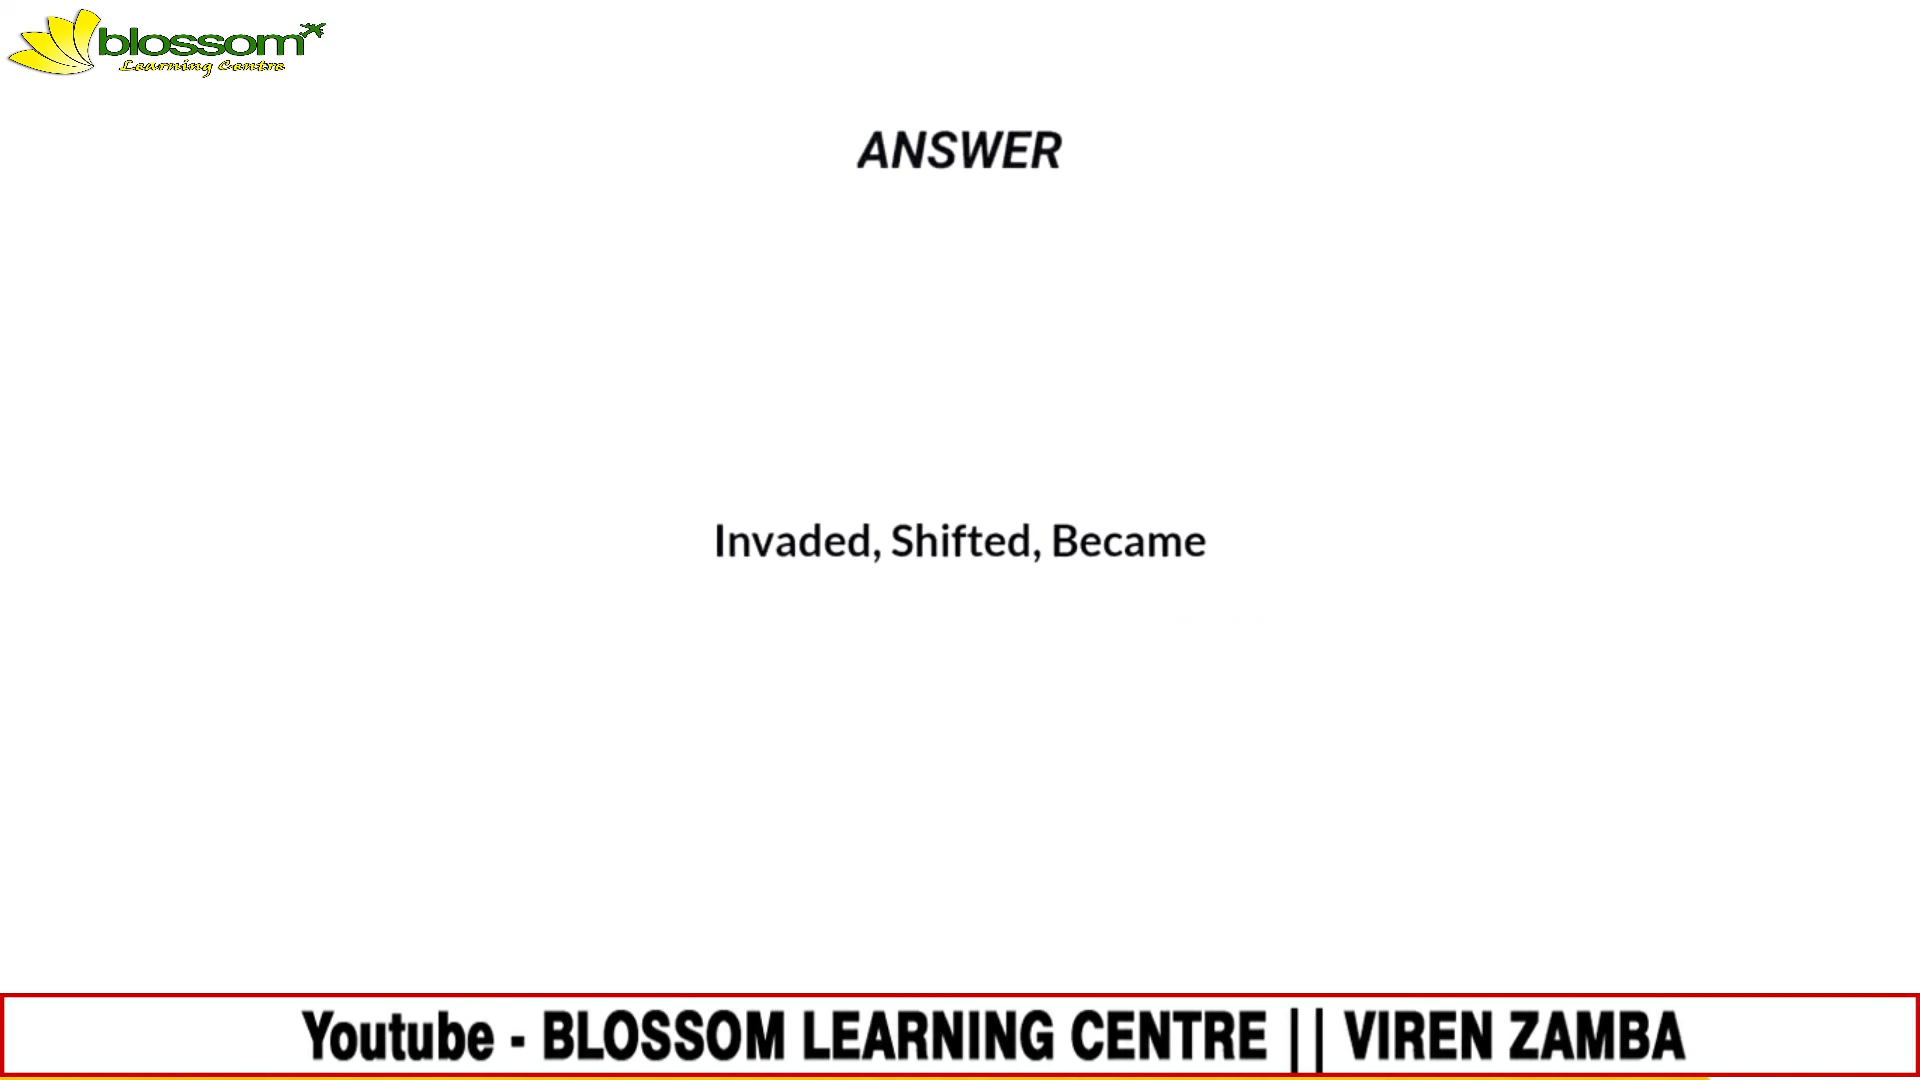 blossom
Learning Centre
ANSWER
Invaded, Shifted, Became
Youtube - BLOSSOM LEARNING CENTRE || VIREN ZAMBA